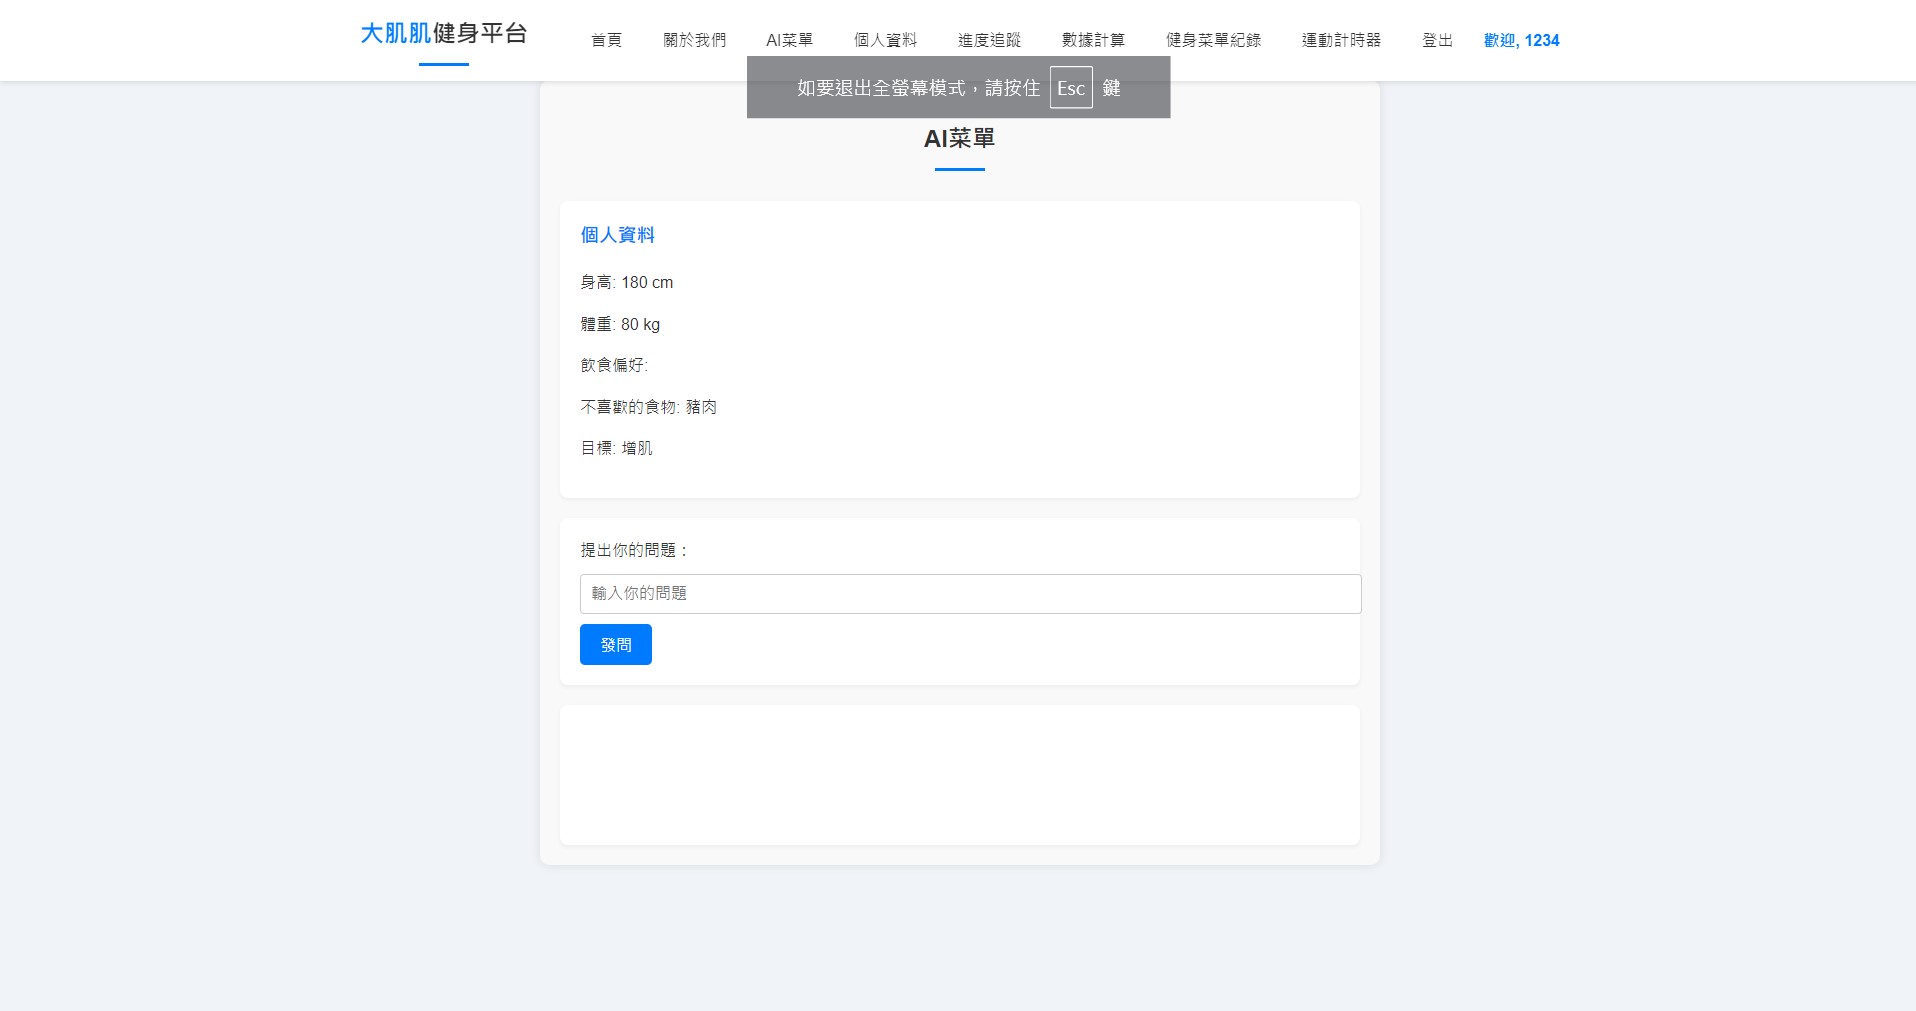 大肌肌健身平台
首頁 關於我們 AI菜單 個人資料 進度追蹤 數據計算 健身菜單紀錄 運動計時器 登出 歡迎, 1234
如要退出全螢幕模式，請按住 Esc 鍵
AI菜單
個人資料
身高: 180 cm
體重: 80 kg
飲食偏好:
不喜歡的食物: 豬肉
目標: 增肌
提出你的問題：
輸入你的問題
發問